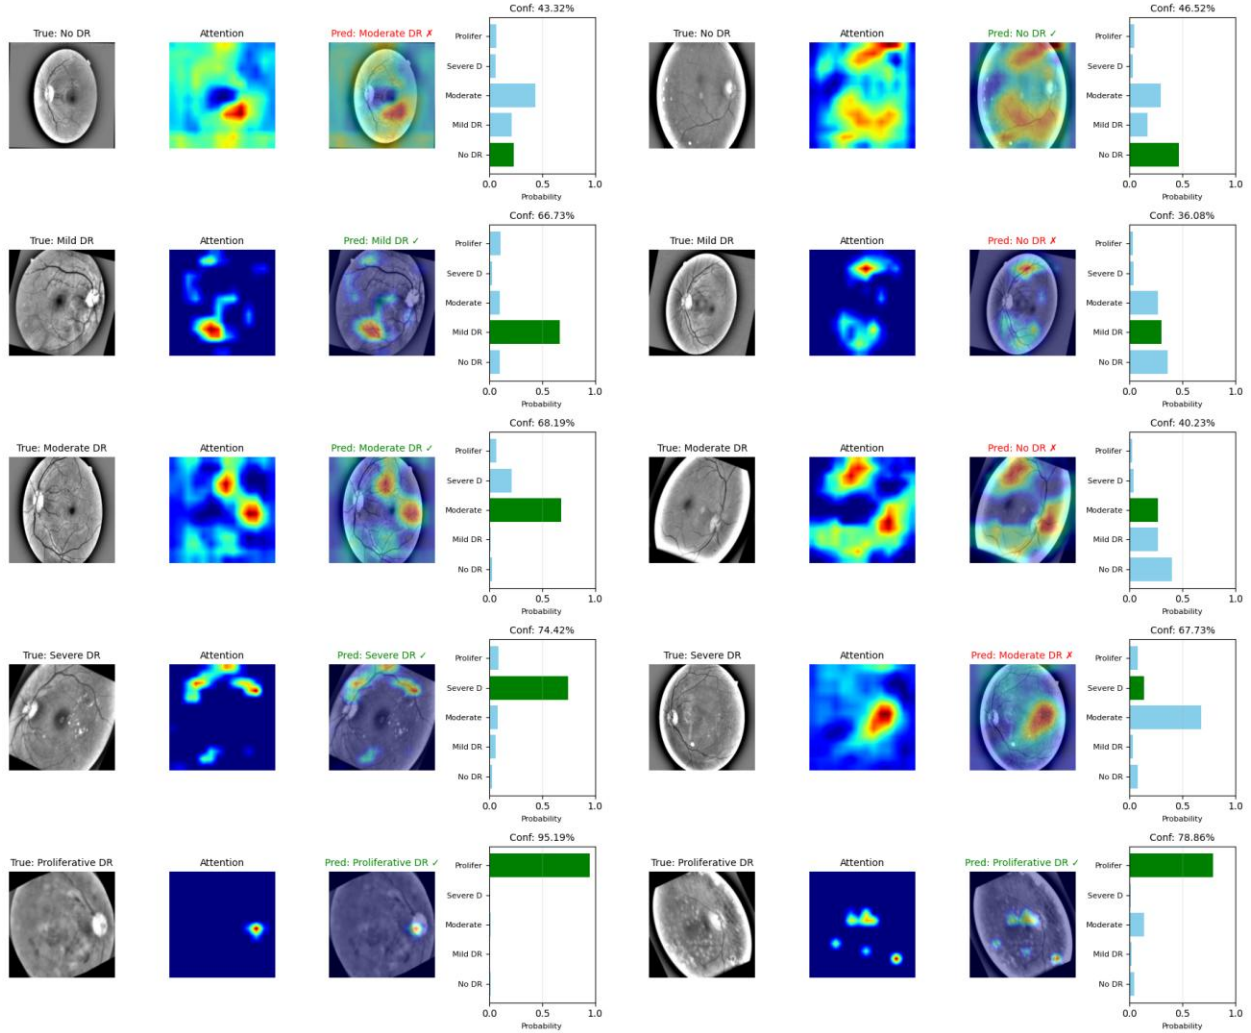 Conf: 43.32%
True: No DR
Attention
Pred: Moderate DR ✗
Prolifer
Severe D
Moderate
Mild DR
No DR
0.0 0.5 1.0
Probability
Conf: 46.52%
True: No DR
Attention
Pred: No DR ✓
Prolifer
Severe D
Moderate
Mild DR
No DR
0.0 0.5 1.0
Probability
Conf: 66.73%
True: Mild DR
Attention
Pred: Mild DR ✓
Prolifer
Severe D
Moderate
Mild DR
No DR
0.0 0.5 1.0
Probability
Conf: 36.08%
True: Mild DR
Attention
Pred: No DR ✗
Prolifer
Severe D
Moderate
Mild DR
No DR
0.0 0.5 1.0
Probability
Conf: 68.19%
True: Moderate DR
Attention
Pred: Moderate DR ✓
Prolifer
Severe D
Moderate
Mild DR
No DR
0.0 0.5 1.0
Probability
Conf: 40.23%
True: Moderate DR
Attention
Pred: No DR ✗
Prolifer
Severe D
Moderate
Mild DR
No DR
0.0 0.5 1.0
Probability
Conf: 74.42%
True: Severe DR
Attention
Pred: Severe DR ✓
Prolifer
Severe D
Moderate
Mild DR
No DR
0.0 0.5 1.0
Probability
Conf: 67.73%
True: Severe DR
Attention
Pred: Moderate DR ✗
Prolifer
Severe D
Moderate
Mild DR
No DR
0.0 0.5 1.0
Probability
Conf: 95.19%
True: Proliferative DR
Attention
Pred: Proliferative DR ✓
Prolifer
Severe D
Moderate
Mild DR
No DR
0.0 0.5 1.0
Probability
Conf: 78.86%
True: Proliferative DR
Attention
Pred: Proliferative DR ✓
Prolifer
Severe D
Moderate
Mild DR
No DR
0.0 0.5 1.0
Probability